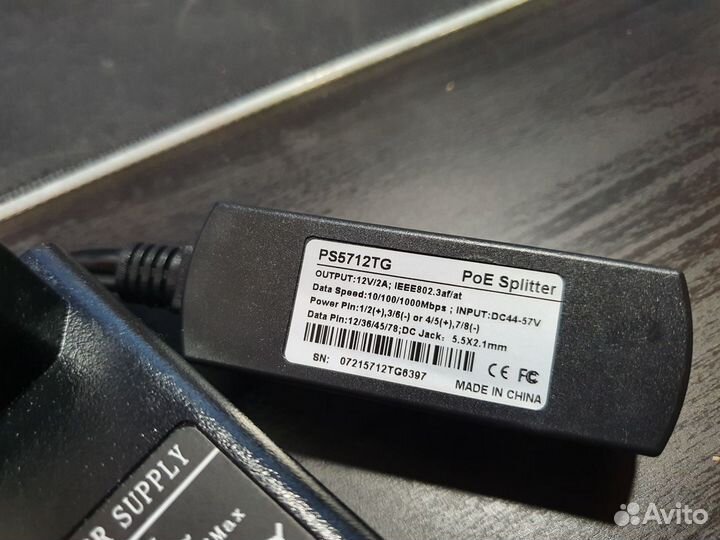 PS5712TG PoE Splitter
OUTPUT:12V/2A; IEEE802.3af/at
Data Speed:10/100/1000Mbps ; INPUT:DC44-57V
Power Pin:1/2(+),3/6(-) or 4/5(+),7/8(-)
Data Pin:12/36/45/78;DC Jack: 5.5X2.1mm
SN: 07215712TG6397
CE FC
MADE IN CHINA
SUPPLY
Max
Avito